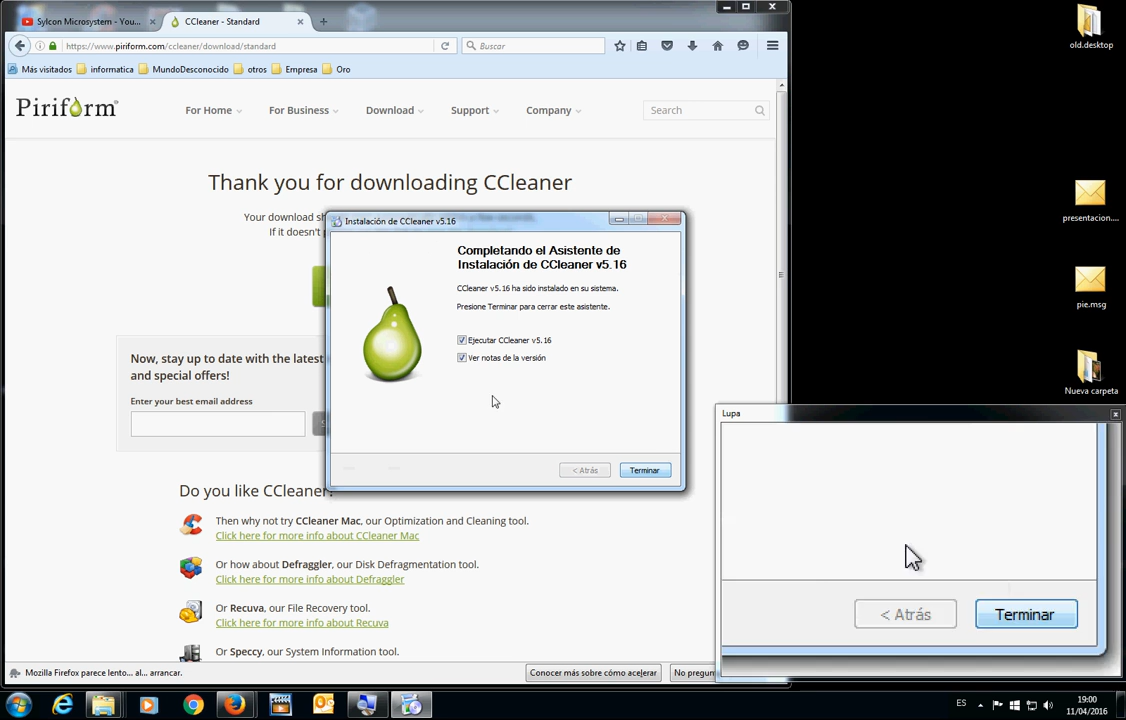 Sylcon Microsystem - You...
CCleaner - Standard
https://www.piriform.com/ccleaner/download/standard
Buscar
Más visitados
informatica
MundoDesconocido
otros
Empresa
Oro
Piriform
For Home
For Business
Download
Support
Company
Search
Thank you for downloading CCleaner
Your download
If it doesn't
Now, stay up to date with the latest
and special offers!
Enter your best email address
Do you like CCleaner?
Then why not try CCleaner Mac, our Optimization and Cleaning tool.
Click here for more info about CCleaner Mac
Or how about Defraggler, our Disk Defragmentation tool.
Click here for more info about Defraggler
Or Recuva, our File Recovery tool.
Click here for more info about Recuva
Or Speccy, our System Information tool.
Mozilla Firefox parece lento... al... arrancar.
Conocer más sobre cómo acelerar
No pregun
Instalación de CCleaner v5.16
Completando el Asistente de
Instalación de CCleaner v5.16
CCleaner v5.16 ha sido instalado en su sistema.
Presione Terminar para cerrar este asistente.
Ejecutar CCleaner v5.16
Ver notas de la versión
< Atrás
Terminar
old.desktop
presentacion....
pie.msg
Nueva carpeta
Lupa
< Atrás
Terminar
ES
19:00
11/04/2016